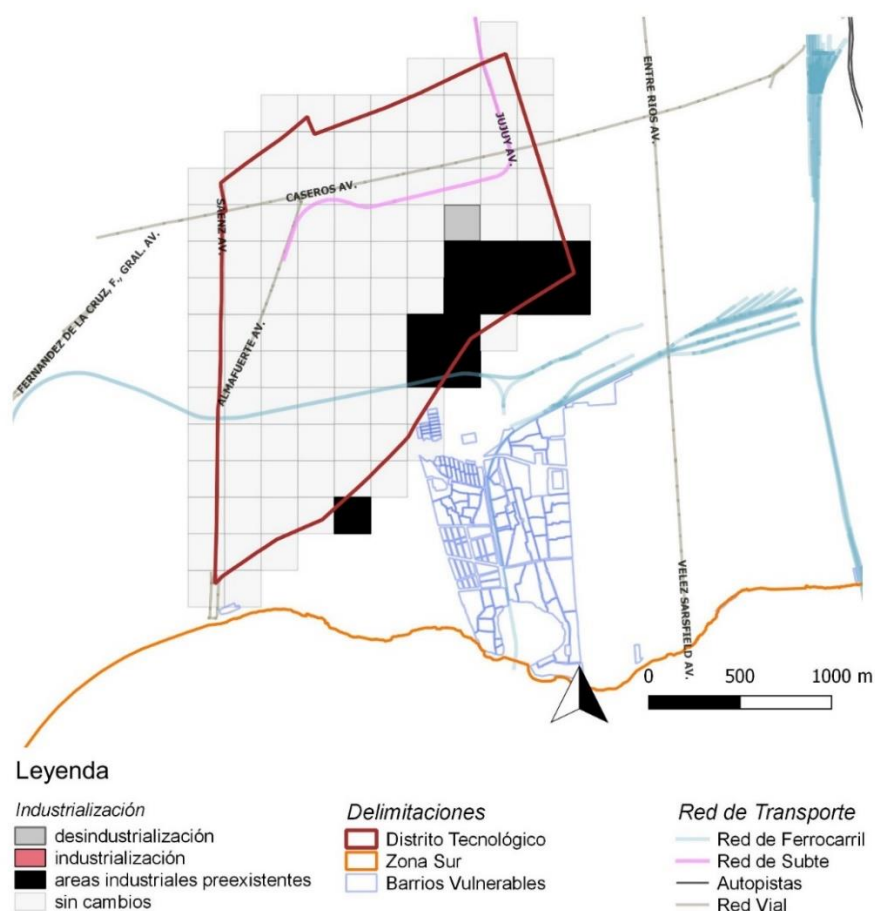 JUJUY AV.
ENTRE RIOS AV.
CASEROS AV.
SAENZ AV.
FERNANDEZ DE LA CRUZ, F., GRAL. AV.
ALMAFUERTE AV.
VELEZ SARSFIELD AV.
0 500 1000 m
Leyenda
Industrialización
desindustrialización
industrialización
areas industriales preexistentes
sin cambios
Delimitaciones
Distrito Tecnológico
Zona Sur
Barrios Vulnerables
Red de Transporte
Red de Ferrocarril
Red de Subte
Autopistas
Red Vial